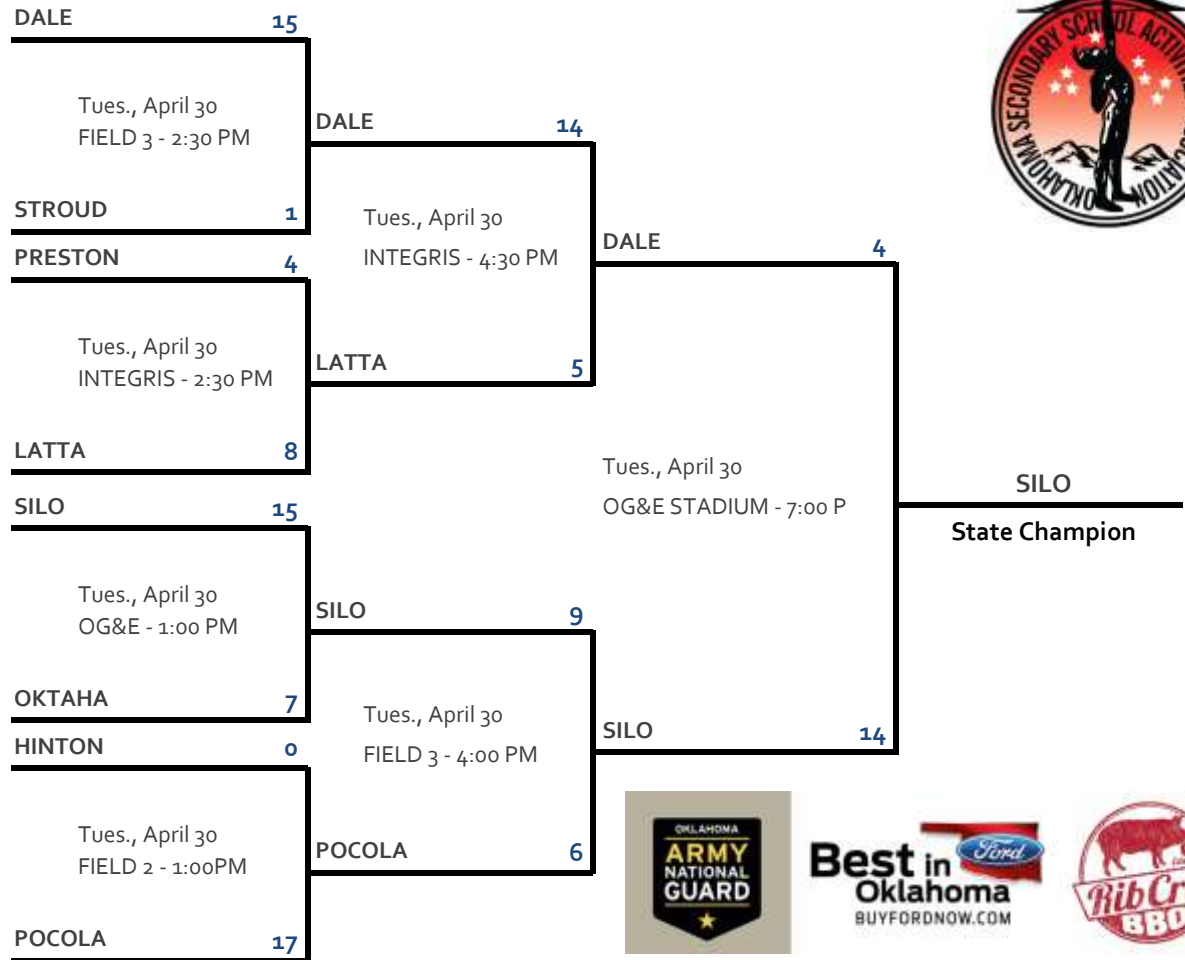 DALE 15
Tues., April 30
FIELD 3 - 2:30 PM
STROUD 1
PRESTON 4
Tues., April 30
INTEGRIS - 2:30 PM
LATTA 8
SILO 15
Tues., April 30
OG&E - 1:00 PM
OKTAHA 7
HINTON 0
Tues., April 30
FIELD 2 - 1:00PM
POCOLA 17
DALE 14
Tues., April 30
INTEGRIS - 4:30 PM
LATTA 5
SILO 9
Tues., April 30
FIELD 3 - 4:00 PM
POCOLA 6
DALE 4
Tues., April 30
OG&E STADIUM - 7:00 P
SILO 14
SILO
State Champion
OKLAHOMA SECONDARY SCHOOL
OKLAHOMA
ARMY
NATIONAL
GUARD
Best in
Oklahoma
Ford
BUYFORDNOW.COM
Rib
BBQ